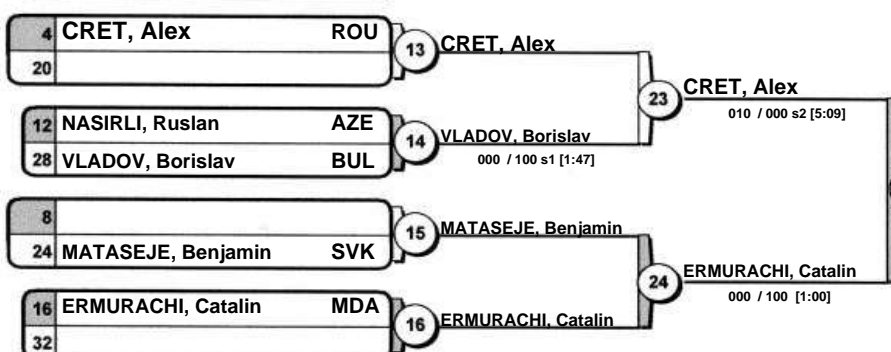 4 CRET, Alex ROU
20
13 CRET, Alex
12 NASIRLI, Ruslan AZE
28 VLADOV, Borislav BUL
14 VLADOV, Borislav
000 / 100 s1 [1:47]
23 CRET, Alex
010 / 000 s2 [5:09]
8
24 MATASEJE, Benjamin SVK
15 MATASEJE, Benjamin
16 ERMURACHI, Catalin MDA
32
16 ERMURACHI, Catalin
24 ERMURACHI, Catalin
000 / 100 [1:00]